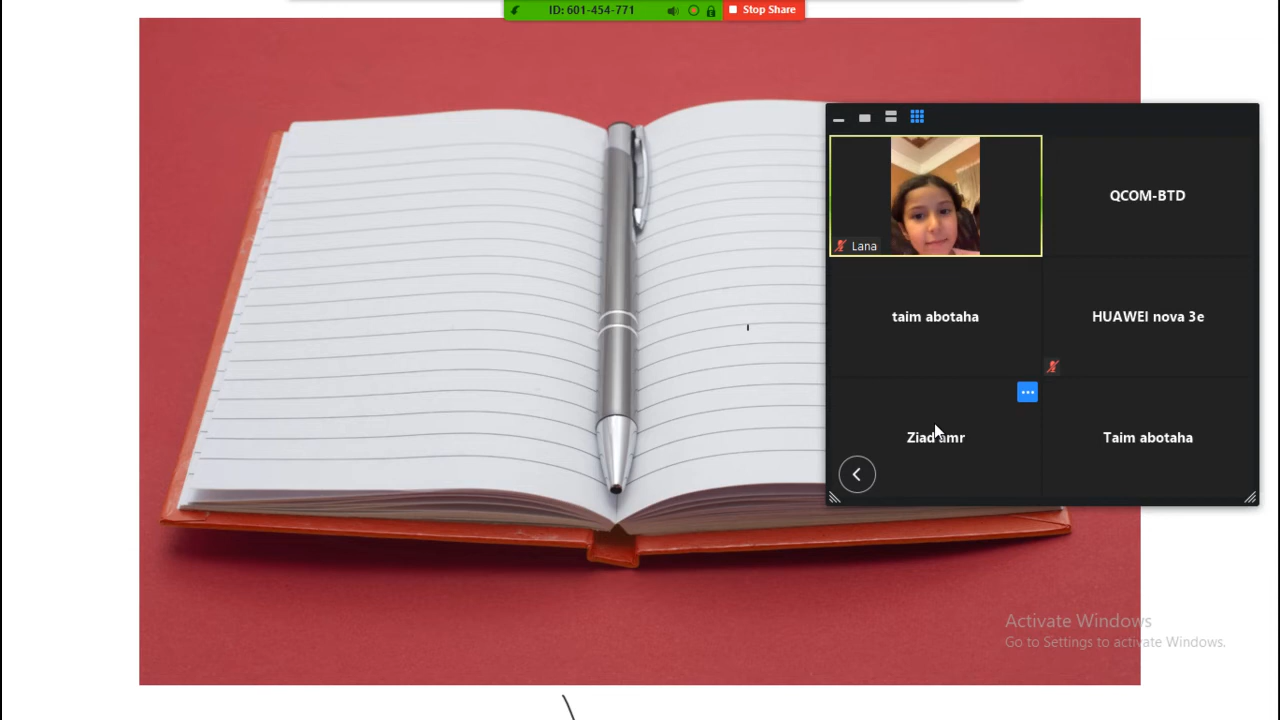 ID: 601-454-771
Stop Share
Lana
QCOM-BTD
taim abotaha
HUAWEI nova 3e
Ziad amr
Taim abotaha
Activate Windows
Go to Settings to activate Windows.